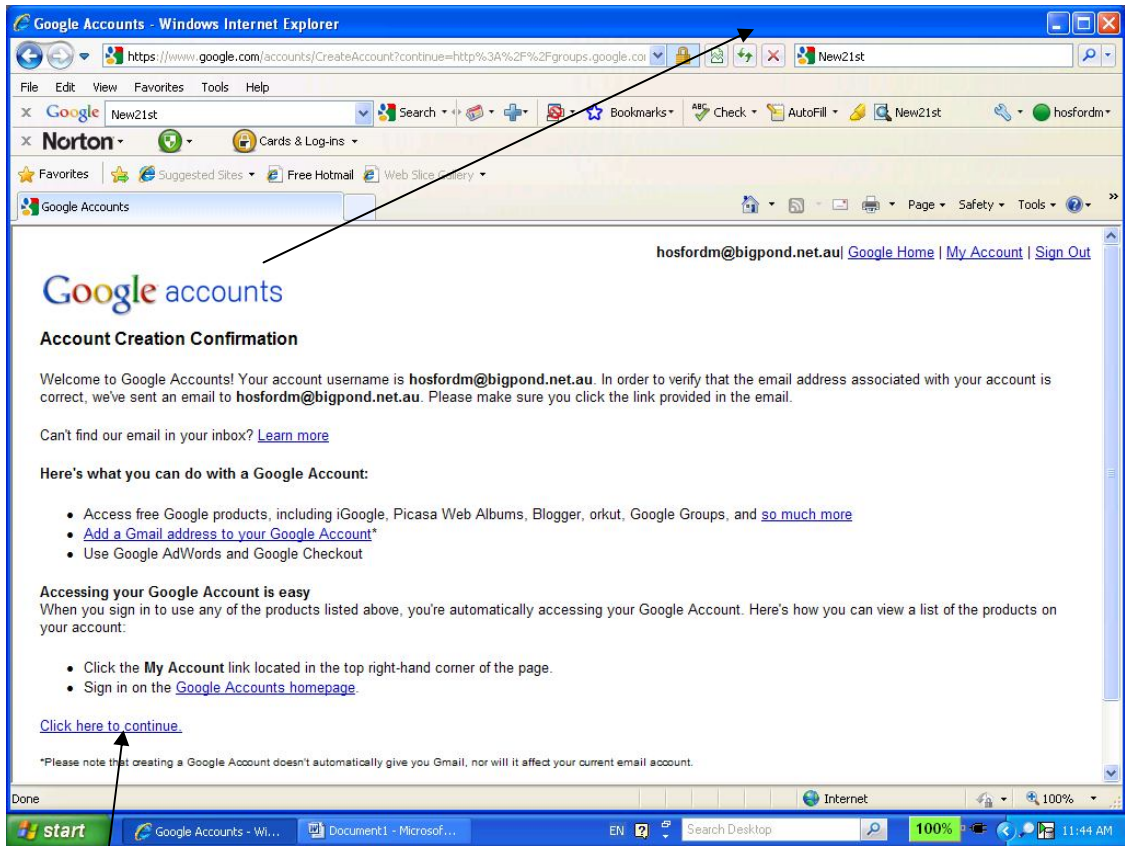 Google Accounts - Windows Internet Explorer
https://www.google.com/accounts/CreateAccount?continue=http%3A%2F%2Fgroups.google.co
New21st
File Edit View Favorites Tools Help
x Google New21st Search Bookmarks Check AutoFill New21st hosfordm
x Norton Cards & Log-ins
Favorites Suggested Sites Free Hotmail Web Slice Gallery
Google Accounts Page Safety Tools
hosfordm@bigpond.net.au| Google Home | My Account | Sign Out
Google accounts
Account Creation Confirmation
Welcome to Google Accounts! Your account username is hosfordm@bigpond.net.au. In order to verify that the email address associated with your account is
correct, we've sent an email to hosfordm@bigpond.net.au. Please make sure you click the link provided in the email.
Can't find our email in your inbox? Learn more
Here's what you can do with a Google Account:
• Access free Google products, including iGoogle, Picasa Web Albums, Blogger, orkut, Google Groups, and so much more
• Add a Gmail address to your Google Account*
• Use Google AdWords and Google Checkout
Accessing your Google Account is easy
When you sign in to use any of the products listed above, you're automatically accessing your Google Account. Here's how you can view a list of the products on
your account:
• Click the My Account link located in the top right-hand corner of the page.
• Sign in on the Google Accounts homepage.
Click here to continue.
*Please note that creating a Google Account doesn't automatically give you Gmail, nor will it affect your current email account.
Done Internet 100%
start Google Accounts - Wi... Document1 - Microsof... EN Search Desktop 100% 11:44 AM